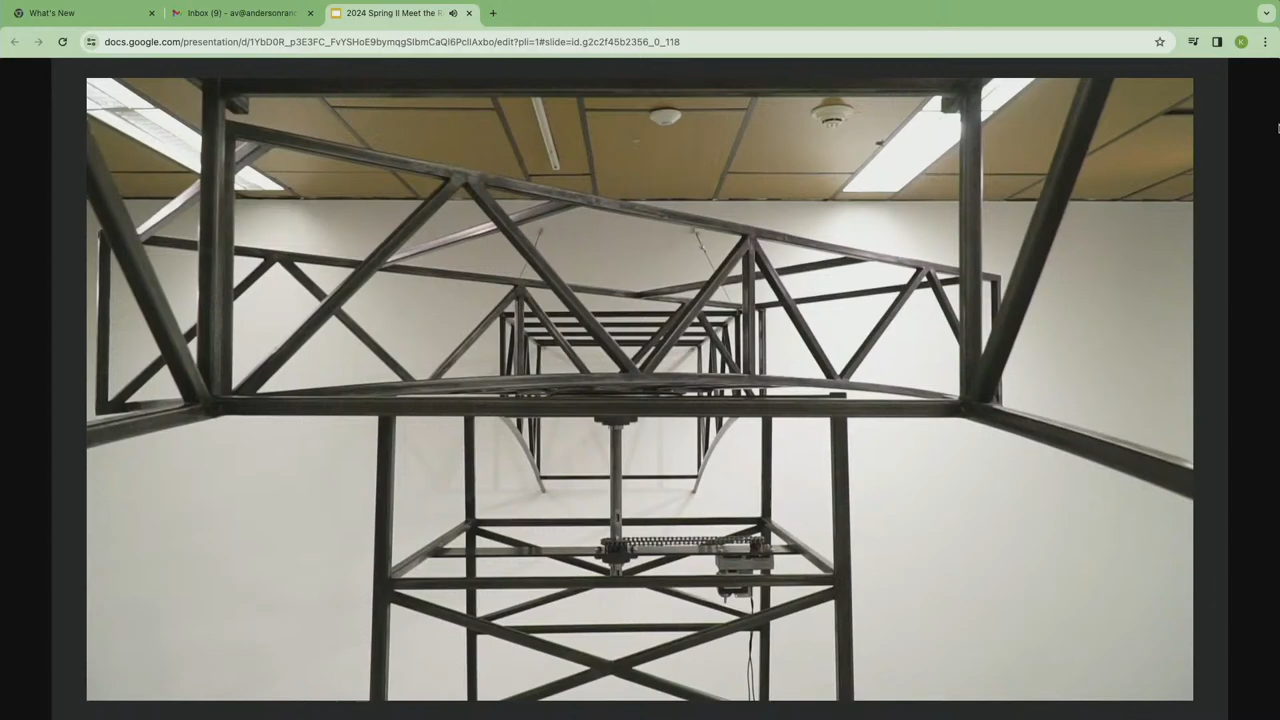 What's New
Inbox (9) - av@andersonranc
2024 Spring II Meet the R
docs.google.com/presentation/d/1YbD0R_p3E3FC_FvYSHoE9bymqgSIbmCaQl6PcllAxbo/edit?pli=1#slide=id.g2c2f45b2356_0_118
K